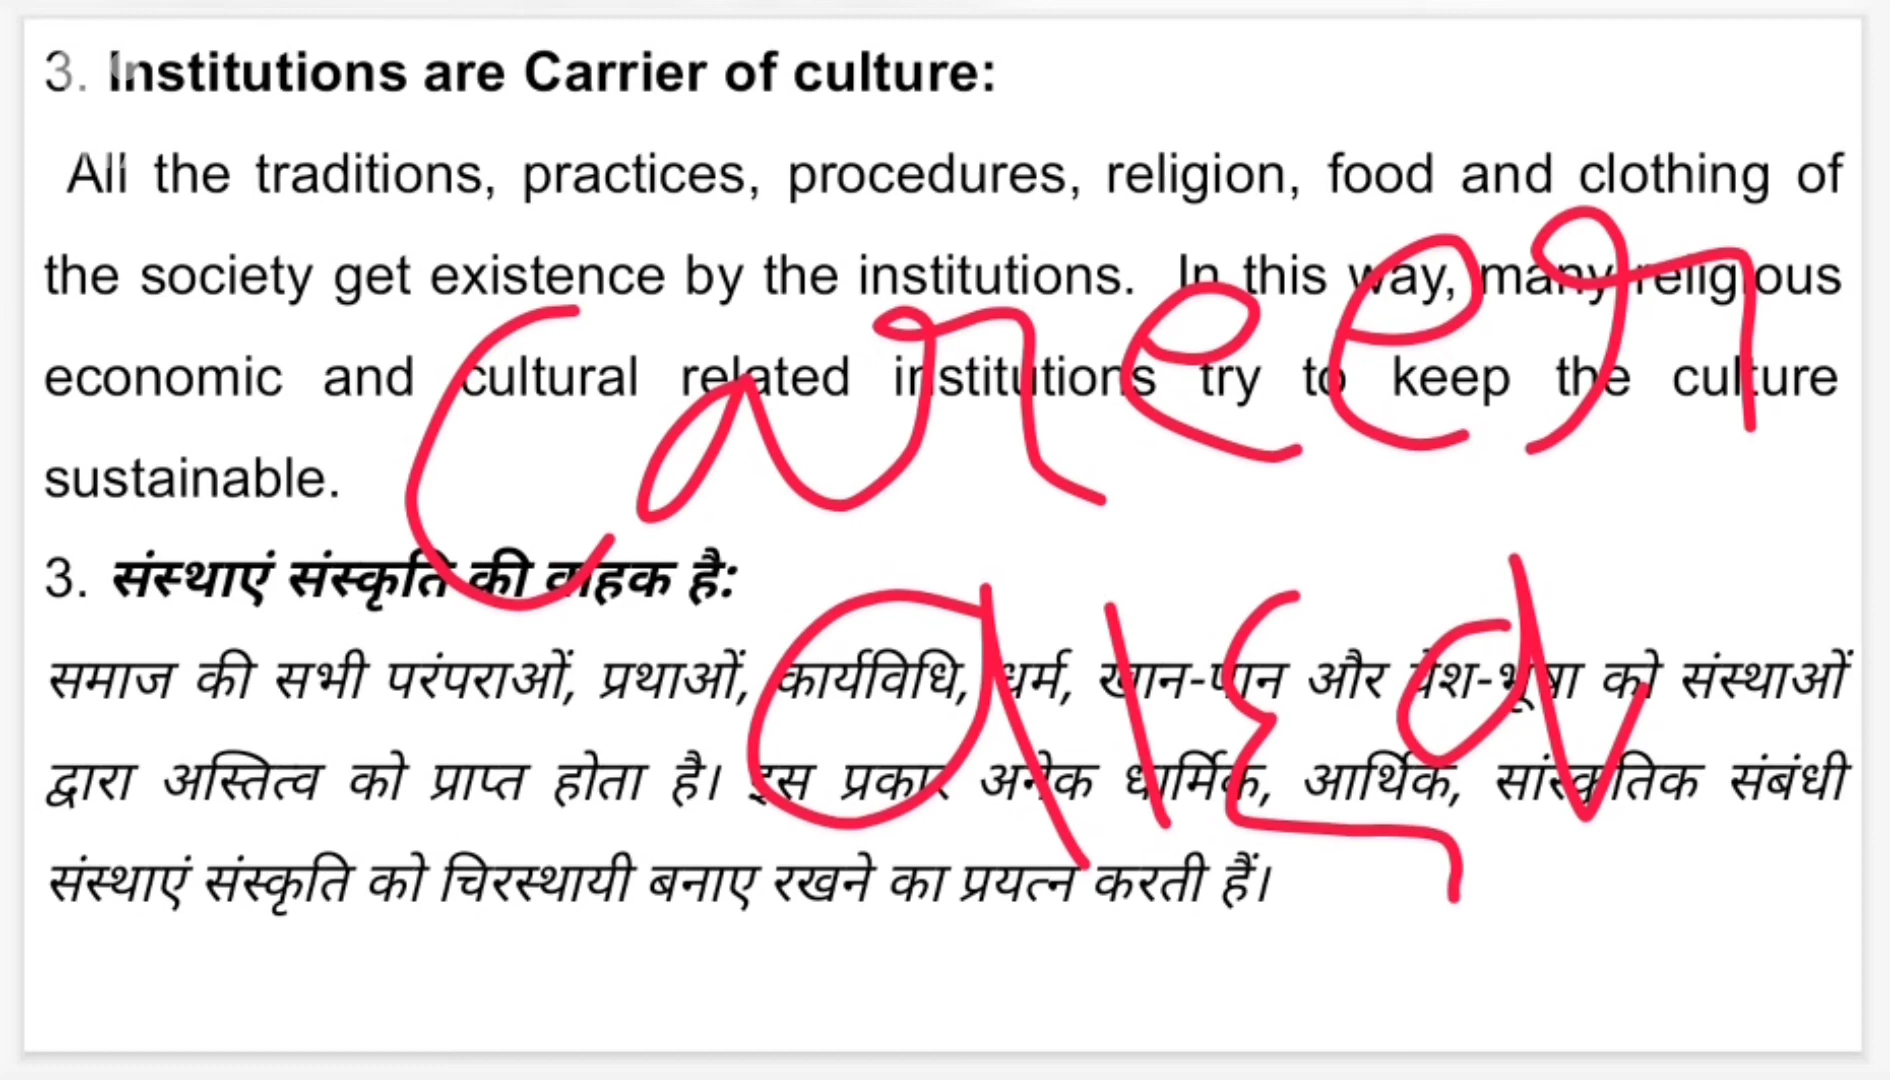 3. Institutions are Carrier of culture:
All the traditions, practices, procedures, religion, food and clothing of
the society get existence by the institutions. In this way, many religious
economic and cultural related institutions try to keep the culture
sustainable.
Career
3. संस्थाएं संस्कृति की वाहक है:
समाज की सभी परंपराओं, प्रथाओं, कार्यविधि, धर्म, खान-पान और वेश-भूषा को संस्थाओं
द्वारा अस्तित्व को प्राप्त होता है। इस प्रकार अनेक धार्मिक, आर्थिक, सांस्कृतिक संबंधी
संस्थाएं संस्कृति को चिरस्थायी बनाए रखने का प्रयत्न करती हैं।